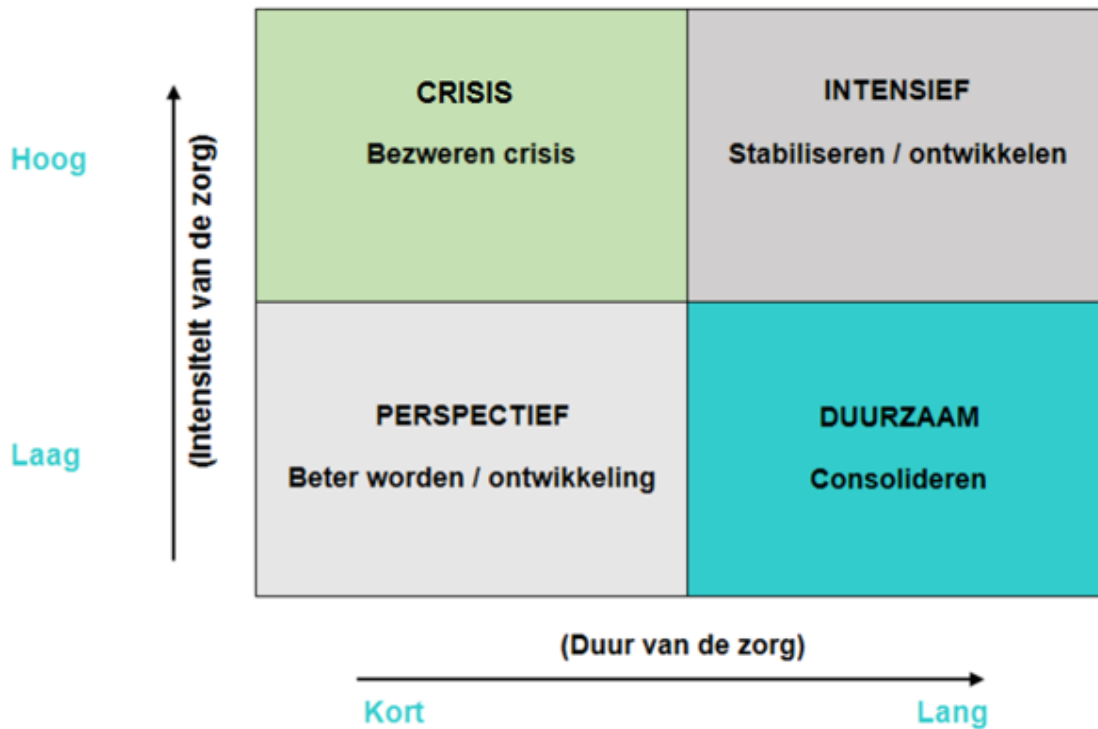 CRISIS
INTENSIEF
Hoog
Bezweren crisis
Stabiliseren / ontwikkelen
(Intensiteit van de zorg)
PERSPECTIEF
DUURZAAM
Laag
Beter worden / ontwikkeling
Consolideren
(Duur van de zorg)
Kort
Lang